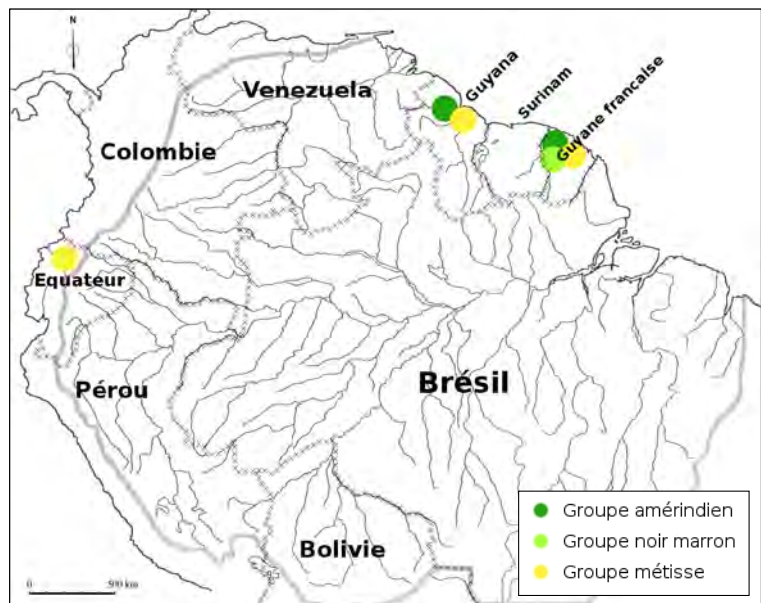 N
Guyana
Venezuela
Surinam
Guyane francaise
Colombie
Equateur
Pérou
Brésil
Bolivie
Groupe amérindien
Groupe noir marron
Groupe métisse
0 500 km